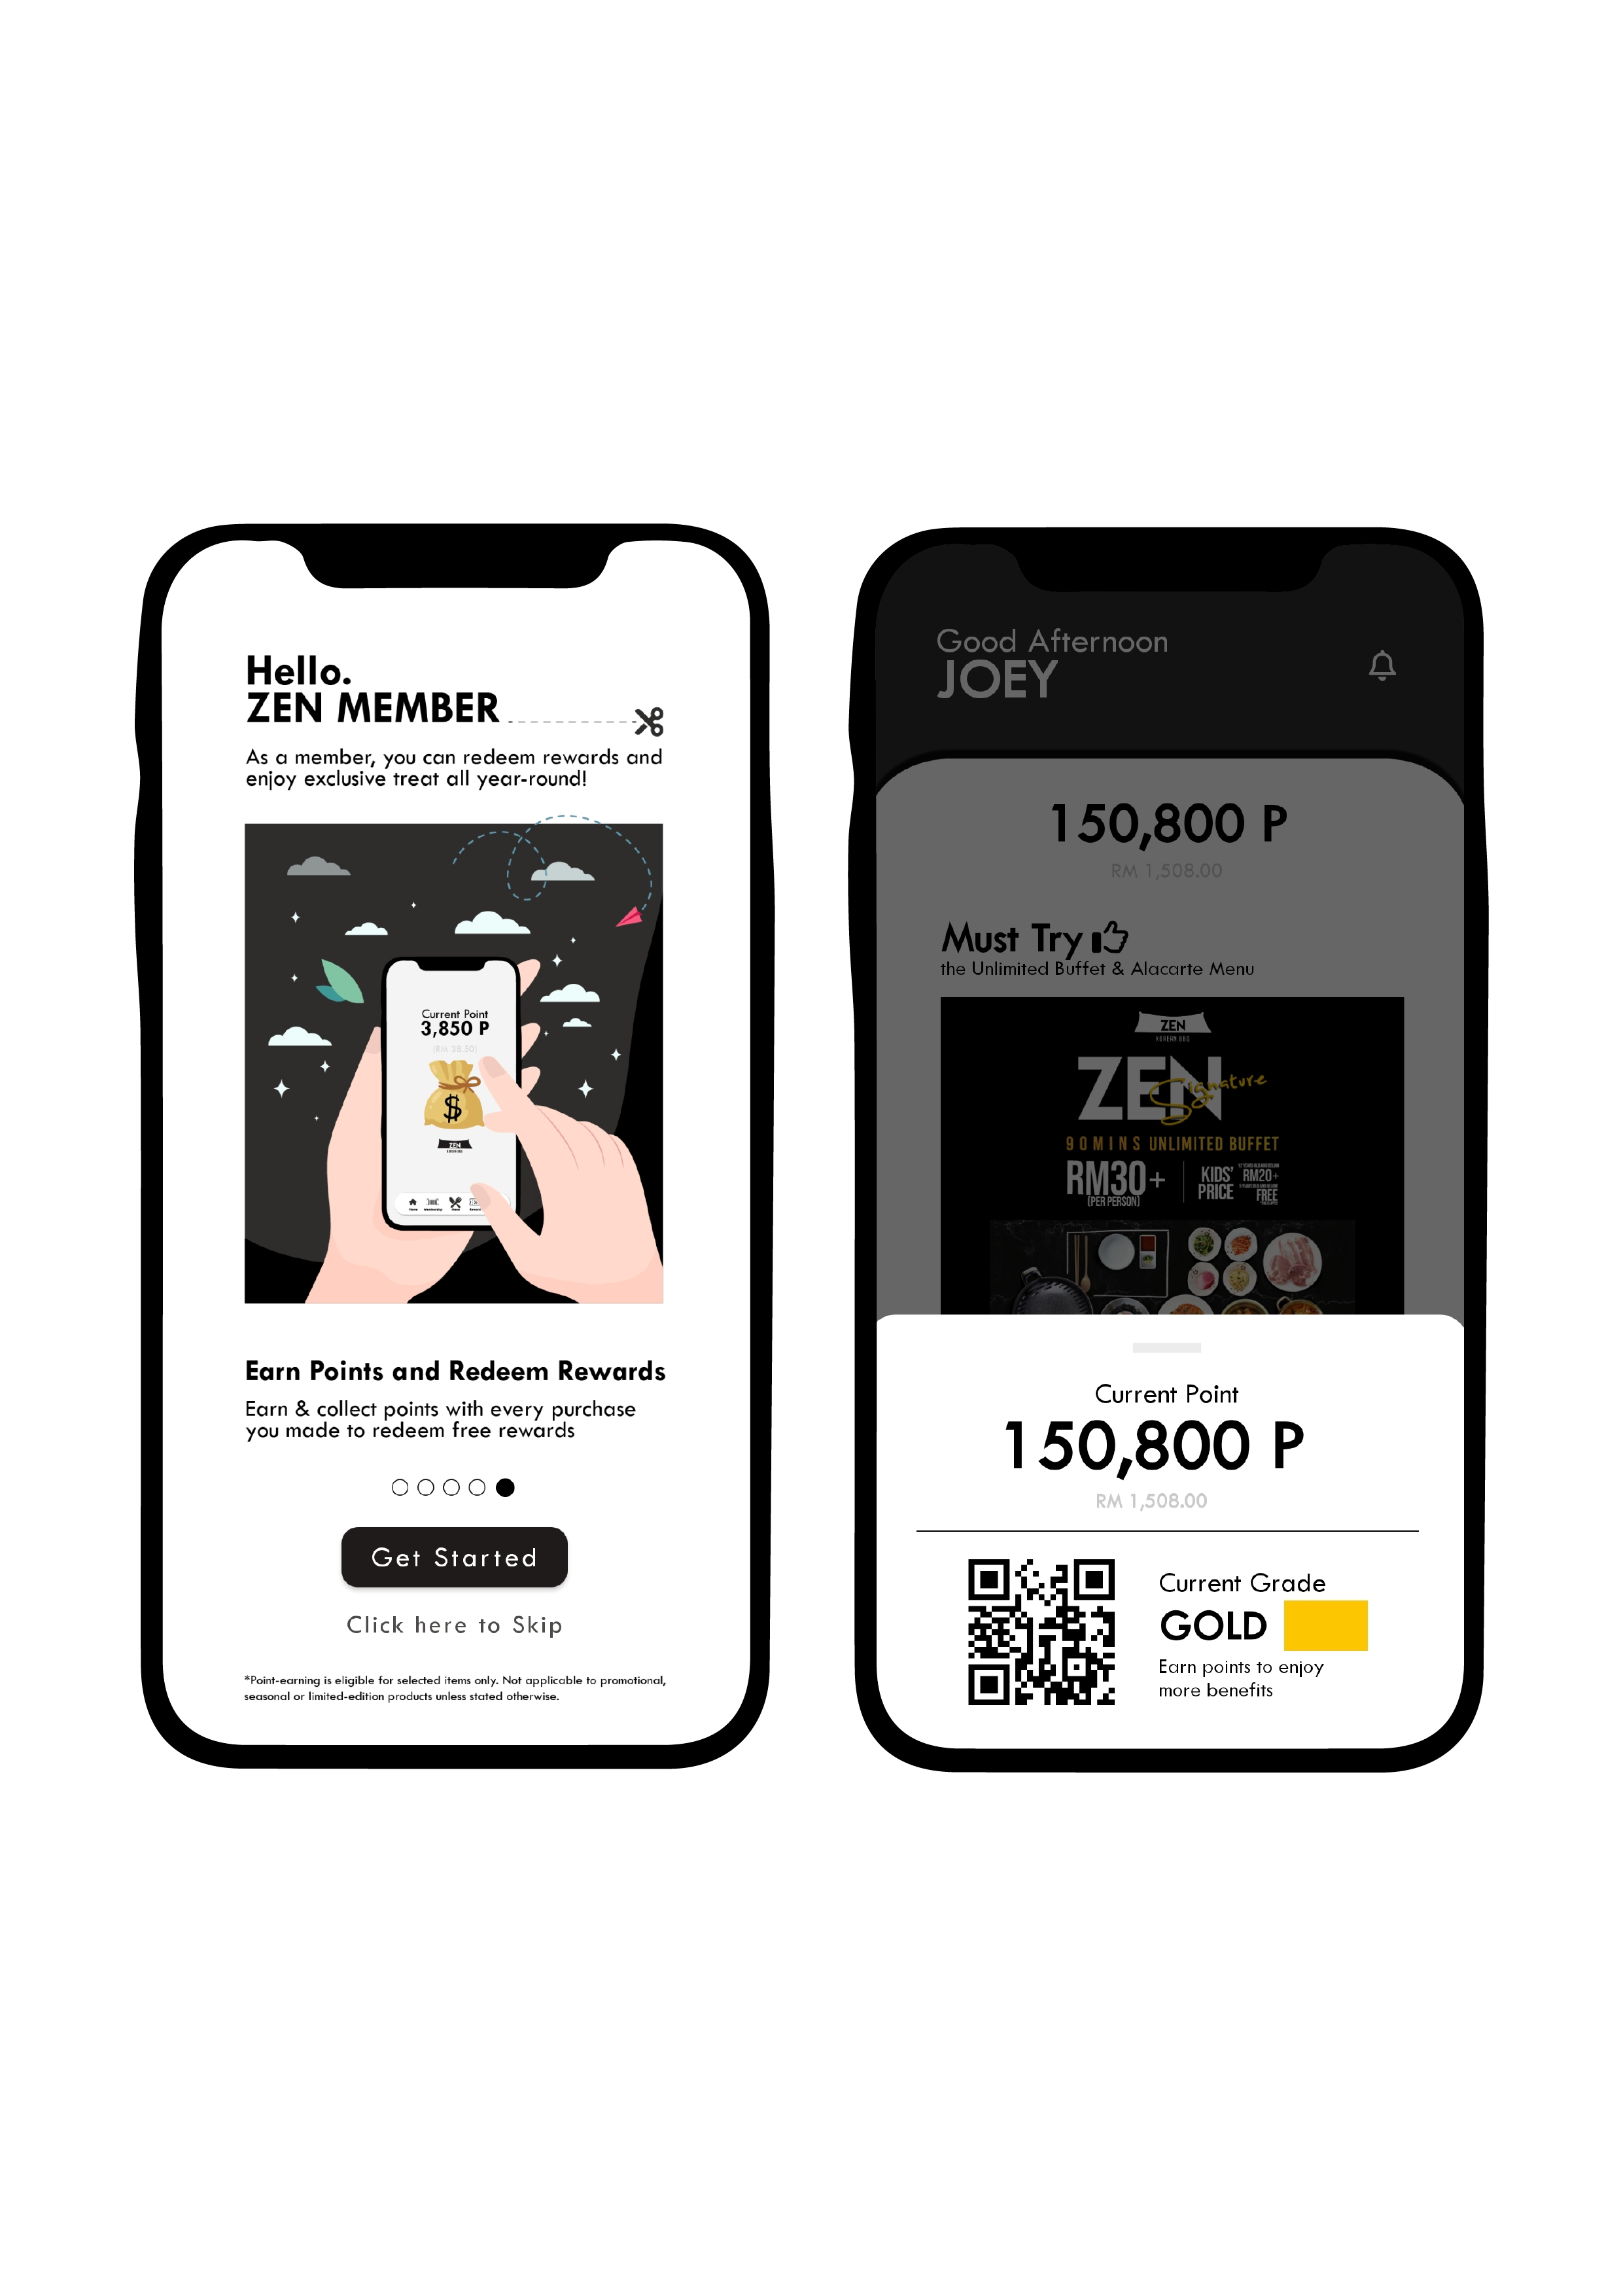 Hello.
ZEN MEMBER
As a member, you can redeem rewards and
enjoy exclusive treat all year-round!
Current Point
3,850 P
(RM 38.50)
$
ZEN
Home Membership
Earn Points and Redeem Rewards
Earn & collect points with every purchase
you made to redeem free rewards
Get Started
Click here to Skip
*Point-earning is eligible for selected items only. Not applicable to promotional,
seasonal or limited-edition products unless stated otherwise.
Good Afternoon
JOEY
150,800 P
RM 1,508.00
Must Try
the Unlimited Buffet & Alacarte Menu
ZEN
KOREAN BBQ
ZEN
Signature
90MINS UNLIMITED BUFFET
RM30+
(PER PERSON)
KIDS'
PRICE
RM20+
FREE
Current Point
150,800 P
RM 1,508.00
Current Grade
GOLD
Earn points to enjoy
more benefits